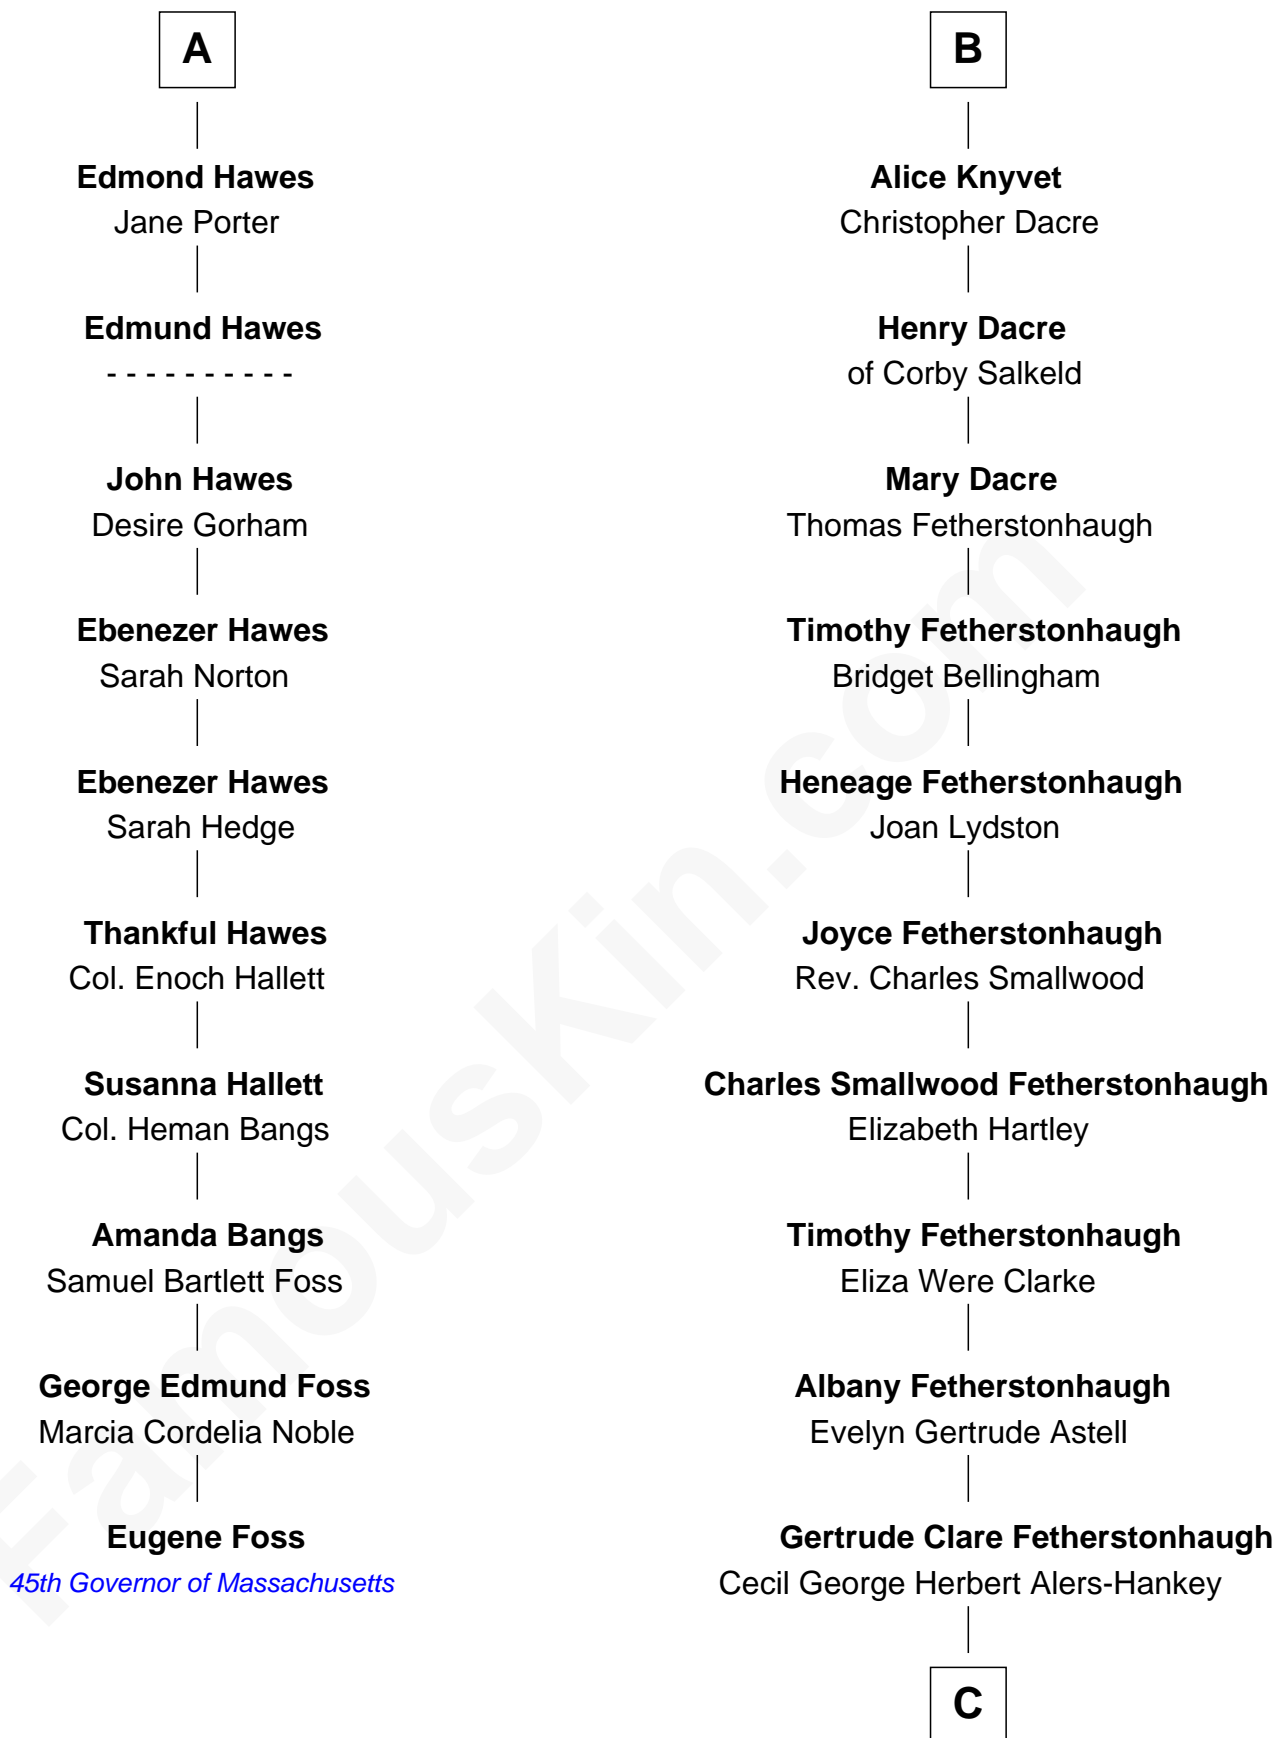 A
Edmond Hawes
Jane Porter
Edmund Hawes
- - - - - - - - - -
John Hawes
Desire Gorham
Ebenezer Hawes
Sarah Norton
Ebenezer Hawes
Sarah Hedge
Thankful Hawes
Col. Enoch Hallett
Susanna Hallett
Col. Heman Bangs
Amanda Bangs
Samuel Bartlett Foss
George Edmund Foss
Marcia Cordelia Noble
Eugene Foss
45th Governor of Massachusetts
B
Alice Knyvet
Christopher Dacre
Henry Dacre
of Corby Salkeld
Mary Dacre
Thomas Fetherstonhaugh
Timothy Fetherstonhaugh
Bridget Bellingham
Heneage Fetherstonhaugh
Joan Lydston
Joyce Fetherstonhaugh
Rev. Charles Smallwood
Charles Smallwood Fetherstonhaugh
Elizabeth Hartley
Timothy Fetherstonhaugh
Eliza Were Clarke
Albany Fetherstonhaugh
Evelyn Gertrude Astell
Gertrude Clare Fetherstonhaugh
Cecil George Herbert Alers-Hankey
C
FamousKin.com